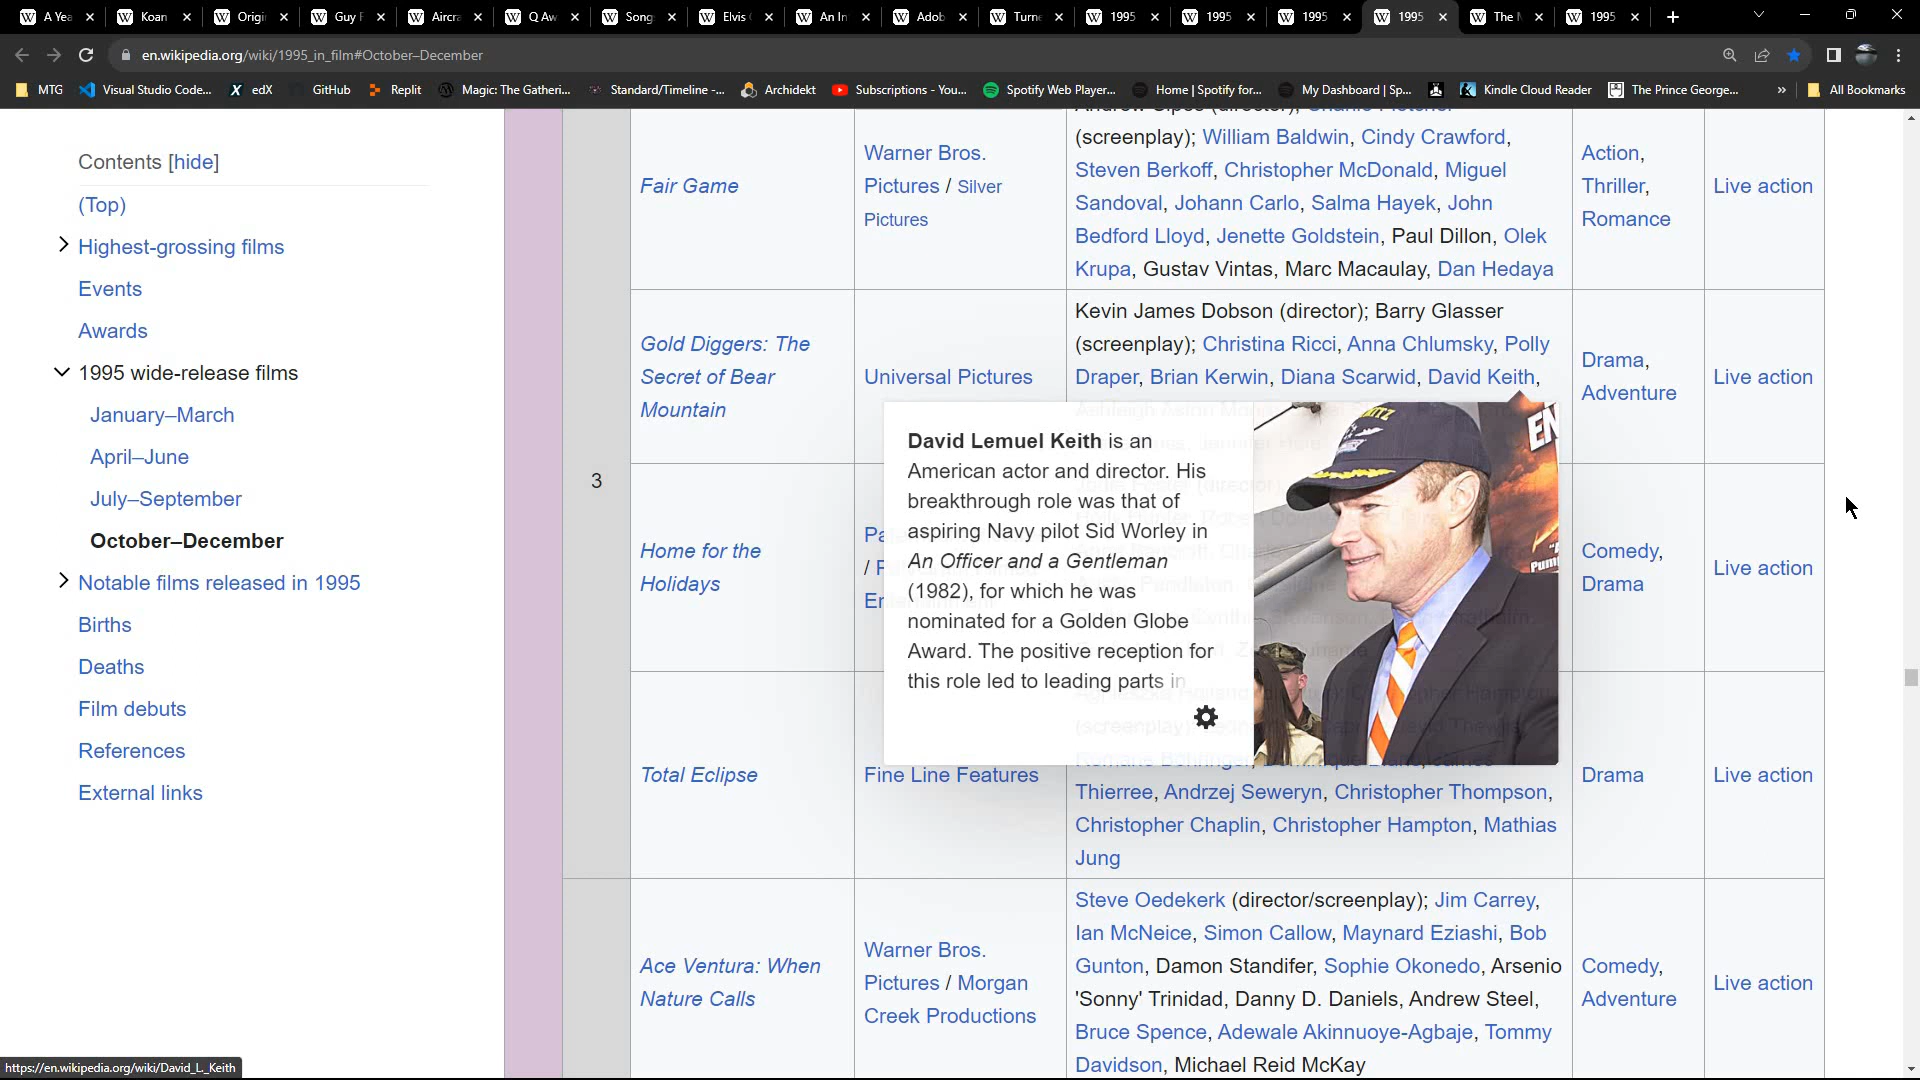 A Yea
Koan
Origi
Guy F
Aircra
Q Aw
Song
Elvis
An In
Adob
Turne
1995
1995
1995
1995
The M
1995
en.wikipedia.org/wiki/1995_in_film#October–December
MTG
Visual Studio Code...
edX
GitHub
Replit
Magic: The Gatheri...
Standard/Timeline -...
Archidekt
Subscriptions - You...
Spotify Web Player...
Home | Spotify for...
My Dashboard | Sp...
Kindle Cloud Reader
The Prince George...
»
All Bookmarks
Contents [hide]
(Top)
Highest-grossing films
Events
Awards
1995 wide-release films
January–March
April–June
July–September
October–December
Notable films released in 1995
Births
Deaths
Film debuts
References
External links
3
Fair Game
Warner Bros.
Pictures / Silver
Pictures
(screenplay); William Baldwin, Cindy Crawford,
Steven Berkoff, Christopher McDonald, Miguel
Sandoval, Johann Carlo, Salma Hayek, John
Bedford Lloyd, Jenette Goldstein, Paul Dillon, Olek
Krupa, Gustav Vintas, Marc Macaulay, Dan Hedaya
Action,
Thriller,
Romance
Live action
Gold Diggers: The
Secret of Bear
Mountain
Universal Pictures
Kevin James Dobson (director); Barry Glasser
(screenplay); Christina Ricci, Anna Chlumsky, Polly
Draper, Brian Kerwin, Diana Scarwid, David Keith,
Drama,
Adventure
Live action
David Lemuel Keith is an
American actor and director. His
breakthrough role was that of
aspiring Navy pilot Sid Worley in
An Officer and a Gentleman
(1982), for which he was
nominated for a Golden Globe
Award. The positive reception for
this role led to leading parts in
Home for the
Holidays
Comedy,
Drama
Live action
Total Eclipse
Fine Line Features
Thierree, Andrzej Seweryn, Christopher Thompson,
Christopher Chaplin, Christopher Hampton, Mathias
Jung
Drama
Live action
Ace Ventura: When
Nature Calls
Warner Bros.
Pictures / Morgan
Creek Productions
Steve Oedekerk (director/screenplay); Jim Carrey,
Ian McNeice, Simon Callow, Maynard Eziashi, Bob
Gunton, Damon Standifer, Sophie Okonedo, Arsenio
'Sonny' Trinidad, Danny D. Daniels, Andrew Steel,
Bruce Spence, Adewale Akinnuoye-Agbaje, Tommy
Davidson, Michael Reid McKay
Comedy,
Adventure
Live action
https://en.wikipedia.org/wiki/David_L._Keith